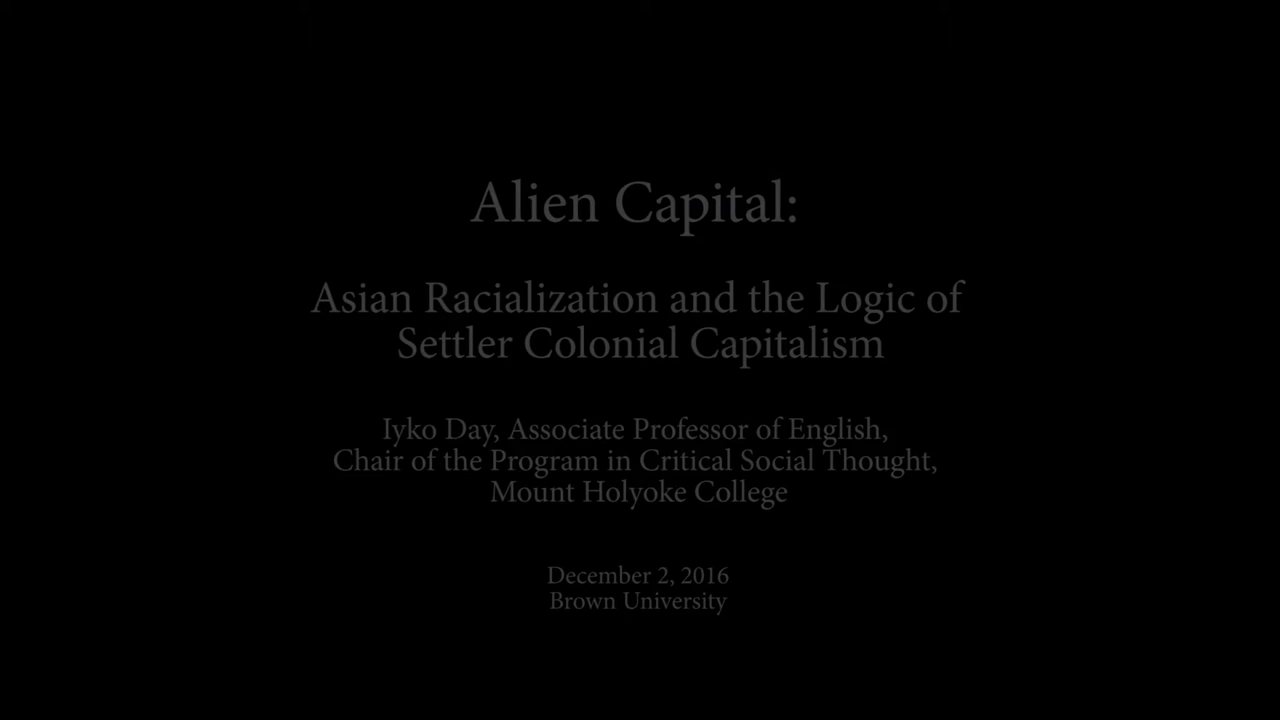 Alien Capital:
Asian Racialization and the Logic of
Settler Colonial Capitalism
Iyko Day, Associate Professor of English,
Chair of the Program in Critical Social Thought,
Mount Holyoke College
December 2, 2016
Brown University